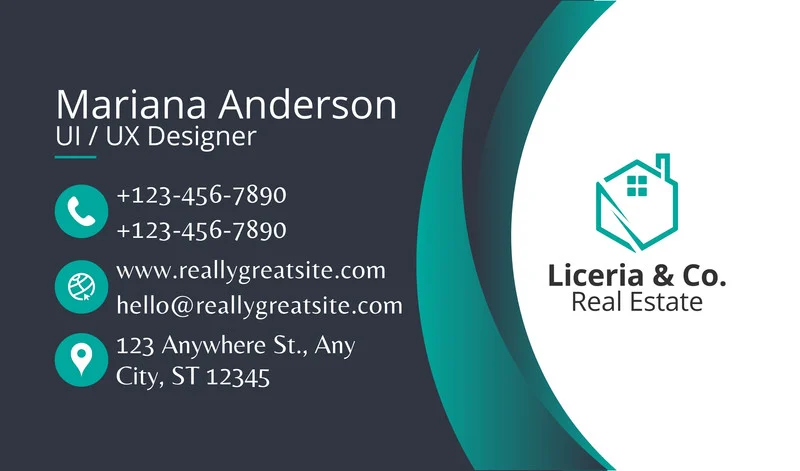 Mariana Anderson
UI / UX Designer
+123-456-7890
+123-456-7890
www.reallygreatsite.com
hello@reallygreatsite.com
123 Anywhere St., Any
City, ST 12345
Liceria & Co.
Real Estate